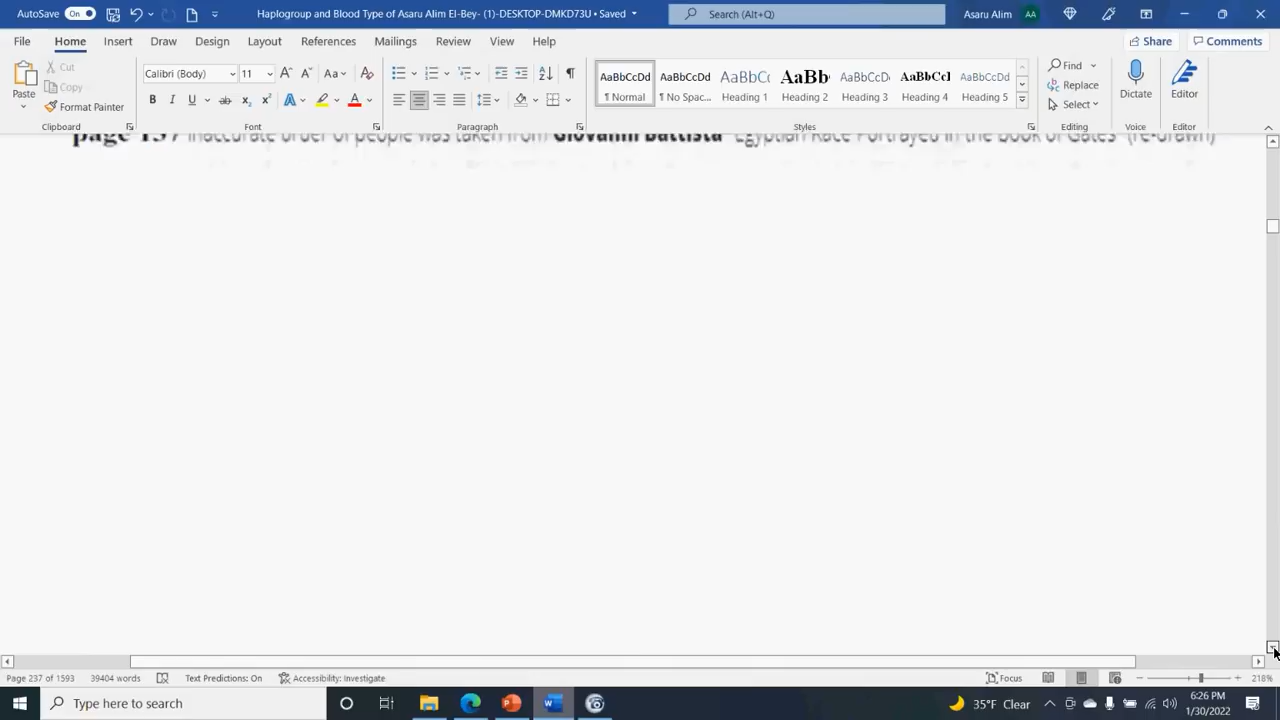 AutoSave On Haplogroup and Blood Type of Asaru Alim El-Bey- (1)-DESKTOP-DMKD73U • Saved Search (Alt+Q) Asaru Alim AA
File Home Insert Draw Design Layout References Mailings Review View Help Share Comments
Paste Cut Copy Format Painter
Calibri (Body) 11
AaBbCcDd AaBbCcDd AaBbCc AaBb AaBbCcD AaBbCcI AaBbCcDd
¶ Normal ¶ No Spac... Heading 1 Heading 2 Heading 3 Heading 4 Heading 5
Find Replace Select Dictate Editor
Clipboard Font Paragraph Styles Editing Voice Editor
page 137 inaccurate order of people was taken from Giovanni Battista "Egyptian Race Portrayed in the book of Gates" (re-drawn)
Page 237 of 1593 39404 words Text Predictions: On Accessibility: Investigate Focus 218%
Type here to search 35°F Clear 6:26 PM
1/30/2022